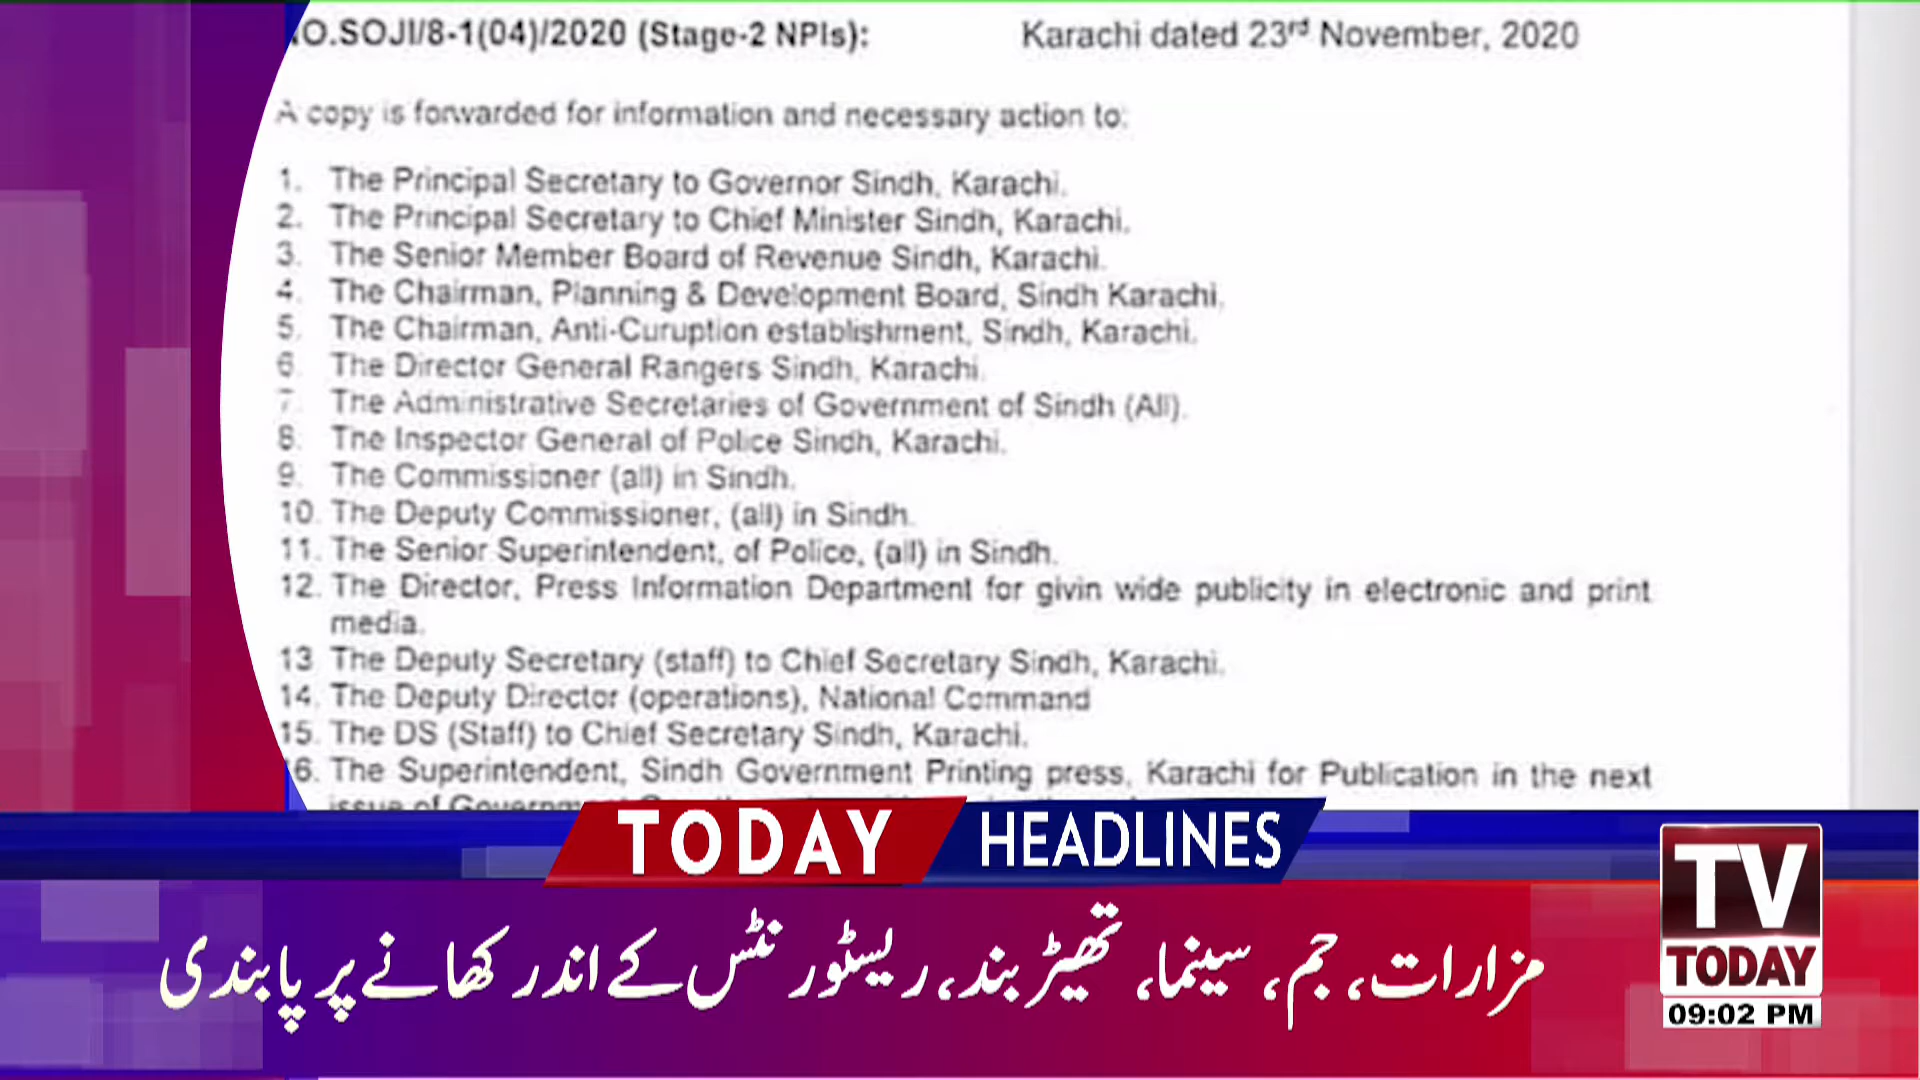 NO.SOJI/8-1(04)/2020 (Stage-2 NPIs): Karachi dated 23rd November, 2020
A copy is forwarded for information and necessary action to:
1. The Principal Secretary to Governor Sindh, Karachi.
2. The Principal Secretary to Chief Minister Sindh, Karachi.
3. The Senior Member Board of Revenue Sindh, Karachi.
4. The Chairman, Planning & Development Board, Sindh Karachi.
5. The Chairman, Anti-Curuption establishment, Sindh, Karachi.
6. The Director General Rangers Sindh, Karachi.
7. The Administrative Secretaries of Government of Sindh (All).
8. The Inspector General of Police Sindh, Karachi.
9. The Commissioner (all) in Sindh.
10. The Deputy Commissioner, (all) in Sindh.
11. The Senior Superintendent, of Police, (all) in Sindh.
12. The Director, Press Information Department for givin wide publicity in electronic and print
media.
13 The Deputy Secretary (staff) to Chief Secretary Sindh, Karachi.
14. The Deputy Director (operations), National Command
15. The DS (Staff) to Chief Secretary Sindh, Karachi.
16. The Superintendent, Sindh Government Printing press, Karachi for Publication in the next
issue of
TODAY HEADLINES
مزارات، جم، سینما، تھیڑ بند، ریسٹورنٹس کے اندر کھانے پر پابندی
TV
TODAY
09:02 PM